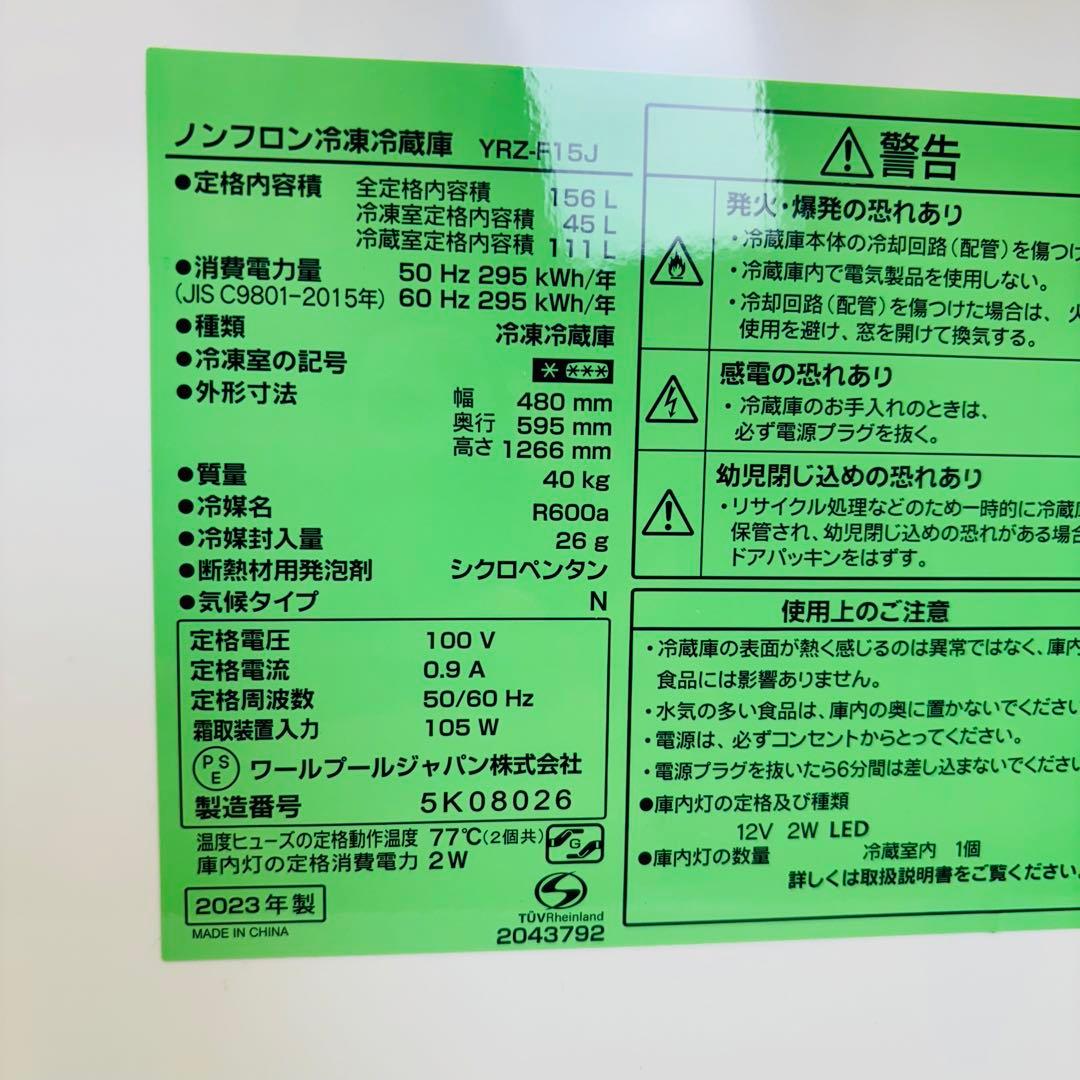 ノンフロン冷凍冷蔵庫 YRZ-F15J
●定格内容積 全定格内容積 156 L
冷凍室定格内容積 45 L
冷蔵室定格内容積 111 L
●消費電力量 50 Hz 295 kWh/年
(JIS C9801-2015年) 60 Hz 295 kWh/年
●種類 冷凍冷蔵庫
●冷凍室の記号
●外形寸法 幅 480 mm
奥行 595 mm
高さ 1266 mm
●質量 40 kg
●冷媒名 R600a
●冷媒封入量 26 g
●断熱材用発泡剤 シクロペンタン
●気候タイプ N
定格電圧 100 V
定格電流 0.9 A
定格周波数 50/60 Hz
霜取装置入力 105 W
PSE ワールプールジャパン株式会社
製造番号 5K08026
温度ヒューズの定格動作温度 77℃(2個共)
庫内灯の定格消費電力 2W
G
2023年製
MADE IN CHINA
TÜVRheinland
2043792
警告
発火・爆発の恐れあり
・冷蔵庫本体の冷却回路(配管)を傷つけ
・冷蔵庫内で電気製品を使用しない。
・冷却回路(配管)を傷つけた場合は、火
使用を避け、窓を開けて換気する。
感電の恐れあり
・冷蔵庫のお手入れのときは、
必ず電源プラグを抜く。
幼児閉じ込めの恐れあり
・リサイクル処理などのため一時的に冷蔵庫
保管され、幼児閉じ込めの恐れがある場合
ドアパッキンをはずす。
使用上のご注意
・冷蔵庫の表面が熱く感じるのは異常ではなく、庫内
食品には影響ありません。
・水気の多い食品は、庫内の奥に置かないでください
・電源は、必ずコンセントからとってください。
・電源プラグを抜いたら6分間は差し込まないでください
●庫内灯の定格及び種類
12V 2W LED
●庫内灯の数量 冷蔵室内 1個
詳しくは取扱説明書をご覧ください。